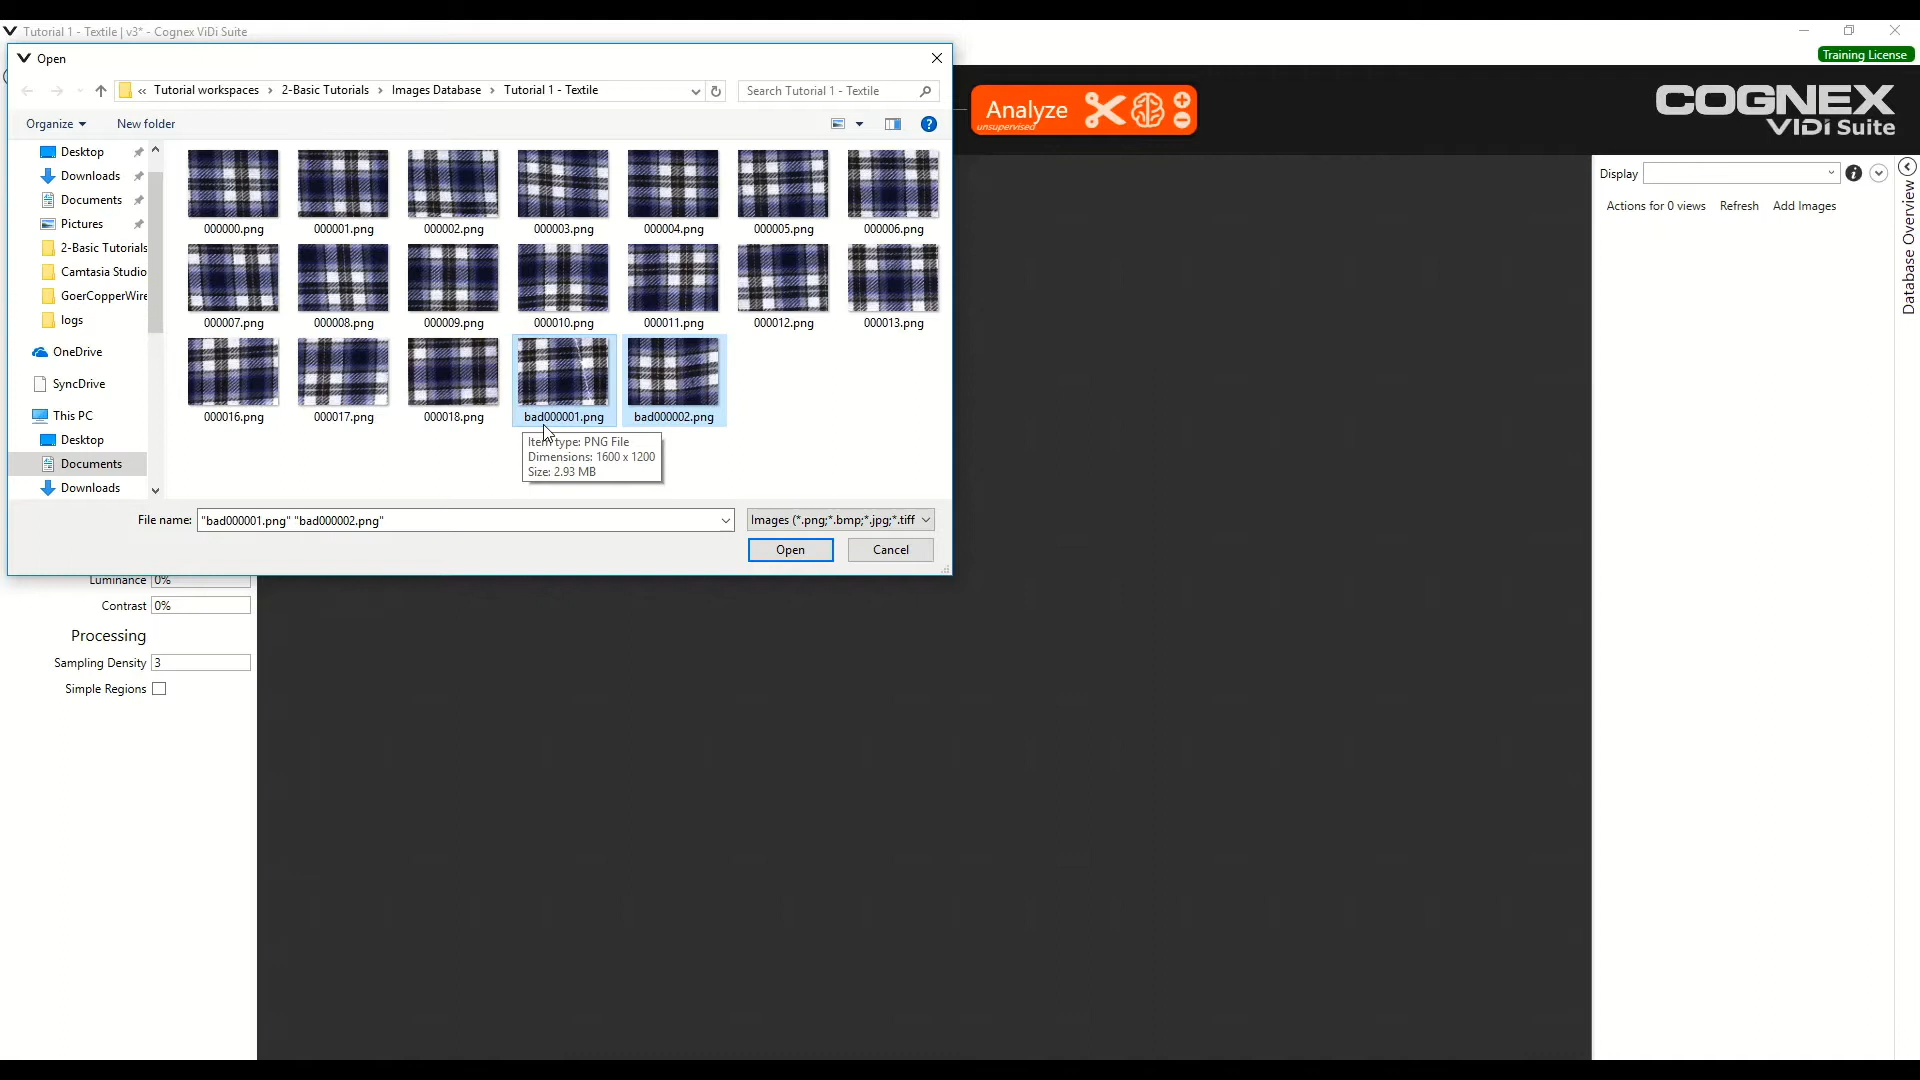 Tutorial 1 - Textile | v3* - Cognex ViDi Suite
Training License
Open
« Tutorial workspaces › 2-Basic Tutorials › Images Database › Tutorial 1 - Textile
Search Tutorial 1 - Textile
Organize
New folder
?
Analyze
unsupervised
COGNEX
ViDi Suite
Desktop
Downloads
Documents
Pictures
2-Basic Tutorials
Camtasia Studio
GoerCopperWire
logs
OneDrive
SyncDrive
This PC
Desktop
Documents
Downloads
000000.png
000001.png
000002.png
000003.png
000004.png
000005.png
000006.png
000007.png
000008.png
000009.png
000010.png
000011.png
000012.png
000013.png
000016.png
000017.png
000018.png
bad000001.png
bad000002.png
Item type: PNG File
Dimensions: 1600 x 1200
Size: 2.93 MB
File name: "bad000001.png" "bad000002.png"
Images (*.png;*.bmp;*.jpg;*.tiff
Open
Cancel
Luminance 0%
Contrast 0%
Processing
Sampling Density 3
Simple Regions
Display
i
Actions for 0 views
Refresh
Add Images
Database Overview